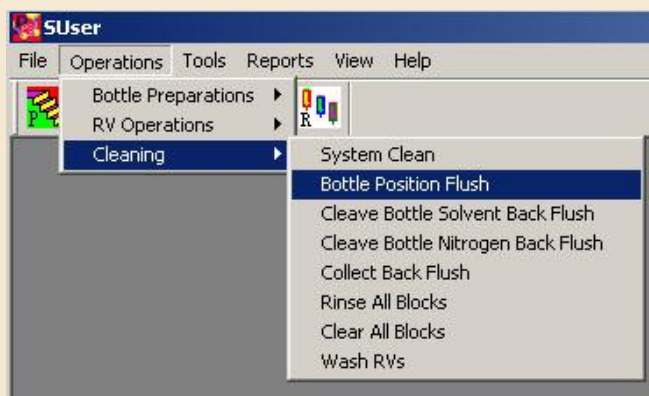 SUser
File Operations Tools Reports View Help
P R
Bottle Preparations
RV Operations
Cleaning
System Clean
Bottle Position Flush
Cleave Bottle Solvent Back Flush
Cleave Bottle Nitrogen Back Flush
Collect Back Flush
Rinse All Blocks
Clear All Blocks
Wash RVs